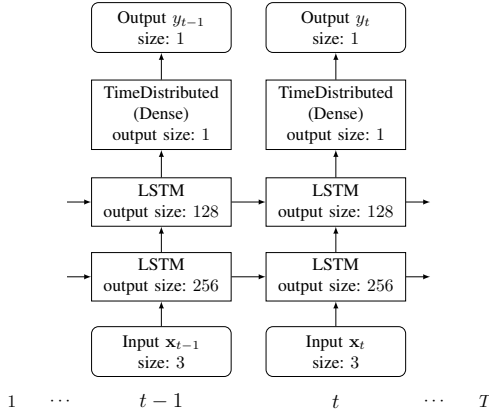 Output y_{t−1}
size: 1
Output y_t
size: 1
TimeDistributed
(Dense)
output size: 1
TimeDistributed
(Dense)
output size: 1
LSTM
output size: 128
LSTM
output size: 128
LSTM
output size: 256
LSTM
output size: 256
Input x_{t−1}
size: 3
Input x_t
size: 3
1 ⋯ t − 1 t ⋯ T